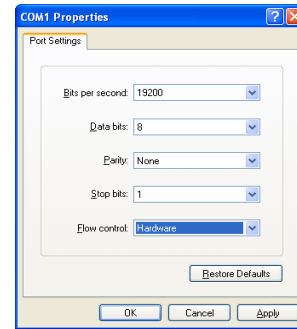 COM1 Properties
Port Settings
Bits per second: 19200
Data bits: 8
Parity: None
Stop bits: 1
Flow control: Hardware
Restore Defaults
OK Cancel Apply